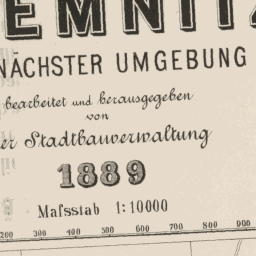 EMNITZ
NÄCHSTER UMGEBUNG
bearbeitet und herausgegeben
von
er Stadtbauverwaltung
1889
Maſsstab 1:10000
200 300 400 500 600 700 800 900